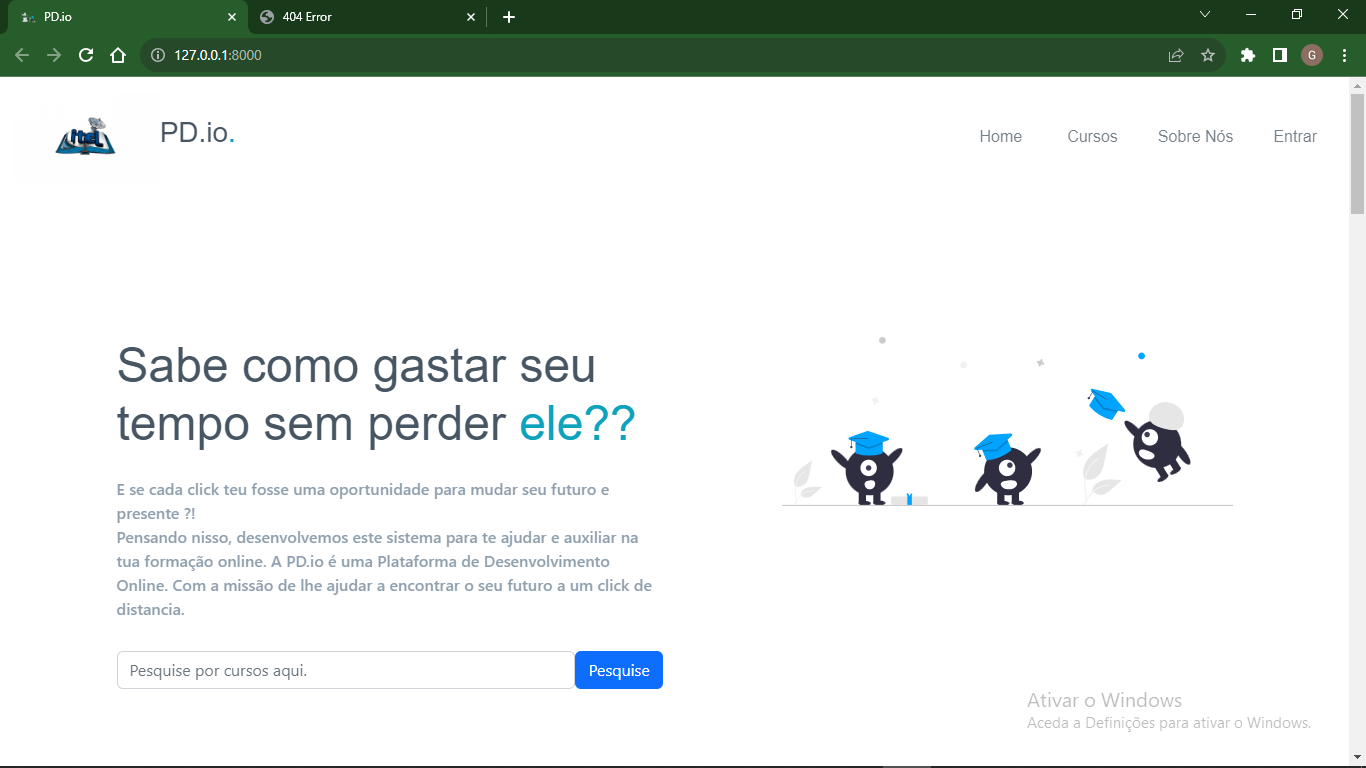 PD.io
404 Error
127.0.0.1:8000
G
itel
PD.io.
Home
Cursos
Sobre Nós
Entrar
Sabe como gastar seu
tempo sem perder ele??
E se cada click teu fosse uma oportunidade para mudar seu futuro e
presente ?!
Pensando nisso, desenvolvemos este sistema para te ajudar e auxiliar na
tua formação online. A PD.io é uma Plataforma de Desenvolvimento
Online. Com a missão de lhe ajudar a encontrar o seu futuro a um click de
distancia.
Pesquise por cursos aqui.
Pesquise
Ativar o Windows
Aceda a Definições para ativar o Windows.